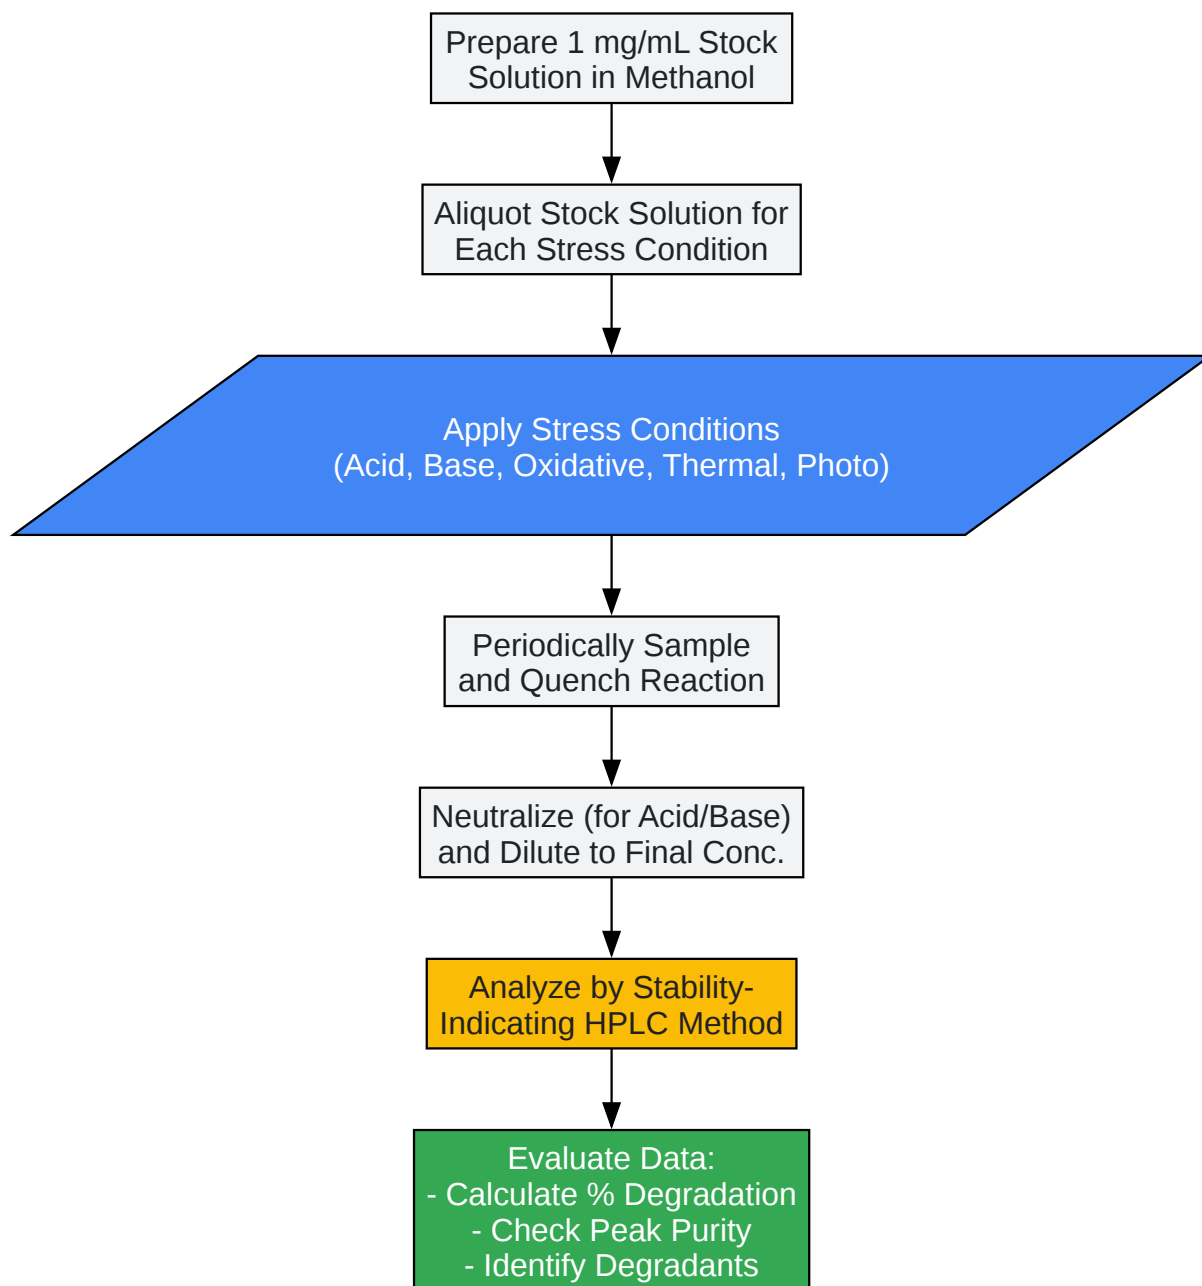 Prepare 1 mg/mL Stock
Solution in Methanol
Aliquot Stock Solution for
Each Stress Condition
Apply Stress Conditions
(Acid, Base, Oxidative, Thermal, Photo)
Periodically Sample
and Quench Reaction
Neutralize (for Acid/Base)
and Dilute to Final Conc.
Analyze by Stability-
Indicating HPLC Method
Evaluate Data:
- Calculate % Degradation
- Check Peak Purity
- Identify Degradants